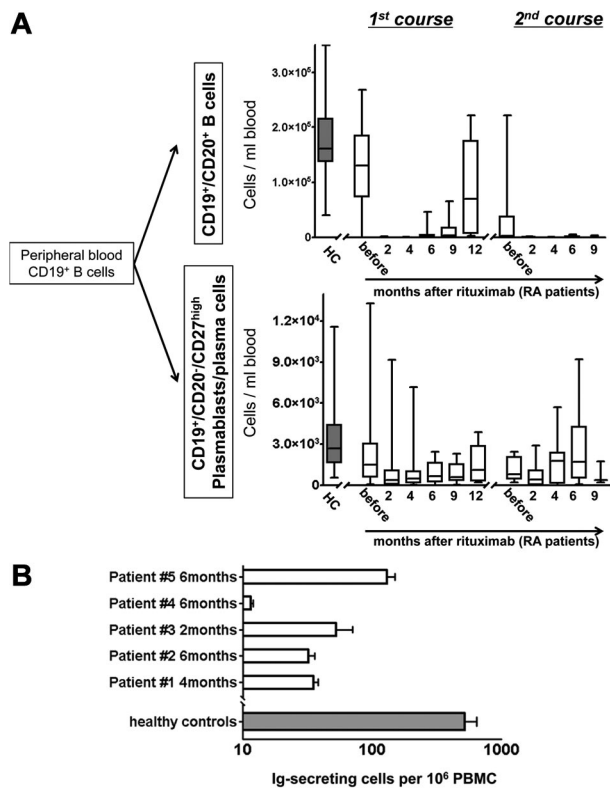 A
1st course
2nd course
Peripheral blood
CD19+ B cells
CD19+/CD20+ B cells
Cells / ml blood
3.0×10⁵
2.0×10⁵
1.0×10⁵
0
HC
before
2
4
6
9
12
before
2
4
6
9
months after rituximab (RA patients)
CD19+/CD20-/CD27high
Plasmablasts/plasma cells
Cells / ml blood
1.2×10⁴
9.0×10³
6.0×10³
3.0×10³
0
HC
before
2
4
6
9
12
before
2
4
6
9
months after rituximab (RA patients)
B
Patient #5 6months
Patient #4 6months
Patient #3 2months
Patient #2 6months
Patient #1 4months
healthy controls
10
100
1000
Ig-secreting cells per 10⁶ PBMC